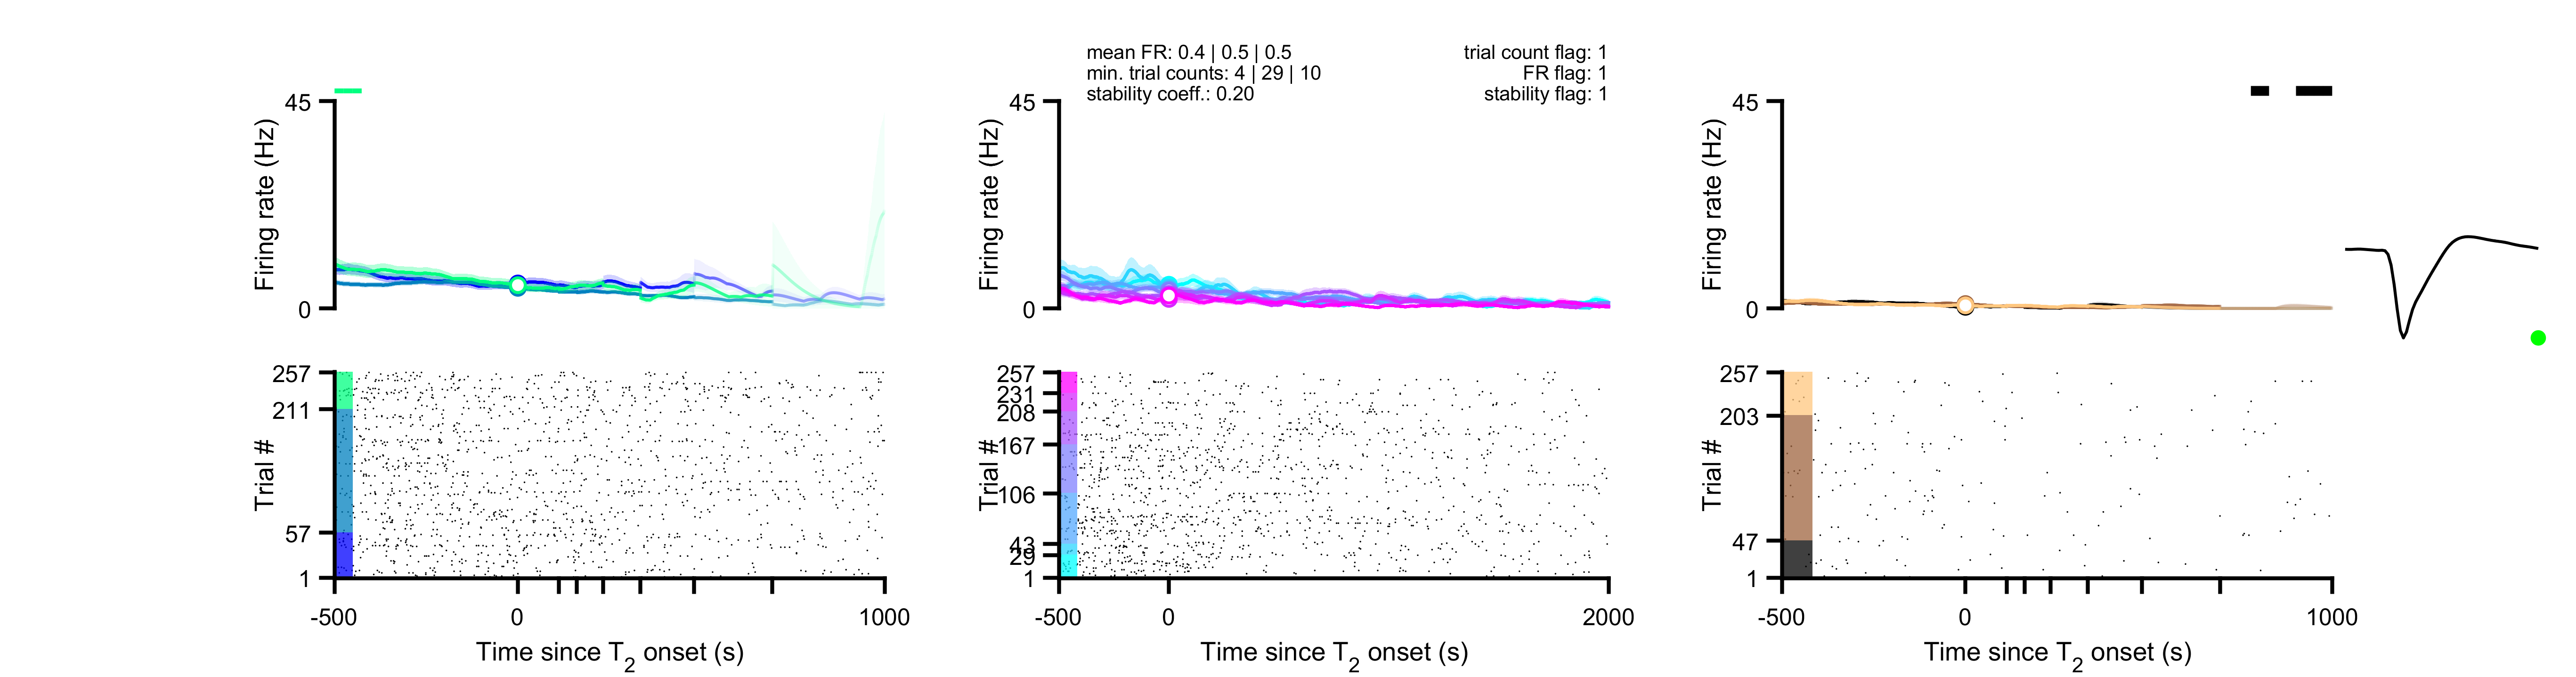 mean FR: 0.4 | 0.5 | 0.5
min. trial counts: 4 | 29 | 10
stability coeff.: 0.20
trial count flag: 1
FR flag: 1
stability flag: 1
45
Firing rate (Hz)
0
45
Firing rate (Hz)
0
45
Firing rate (Hz)
0
257
211
Trial #
57
1
-500
0
1000
Time since T2 onset (s)
257
231
208
Trial #
167
106
43
29
1
-500
0
2000
Time since T2 onset (s)
257
203
Trial #
47
1
-500
0
1000
Time since T2 onset (s)